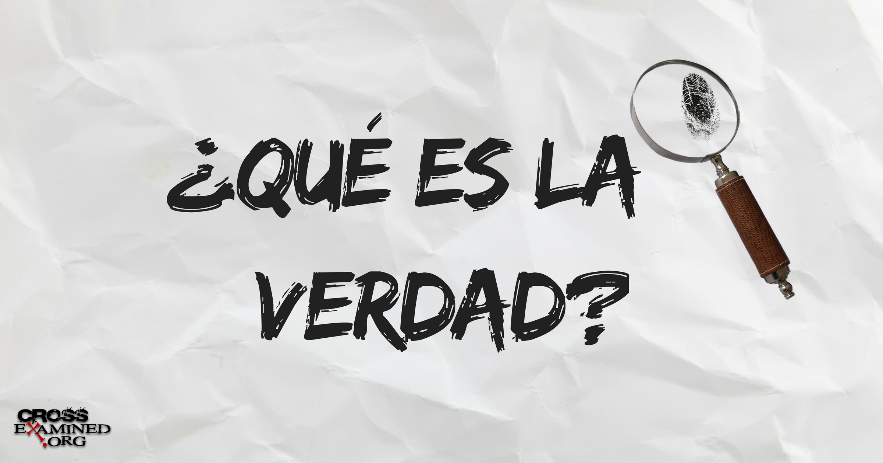 ¿QUÉ ES LA
VERDAD?
CROSS
EXAMINED
.ORG